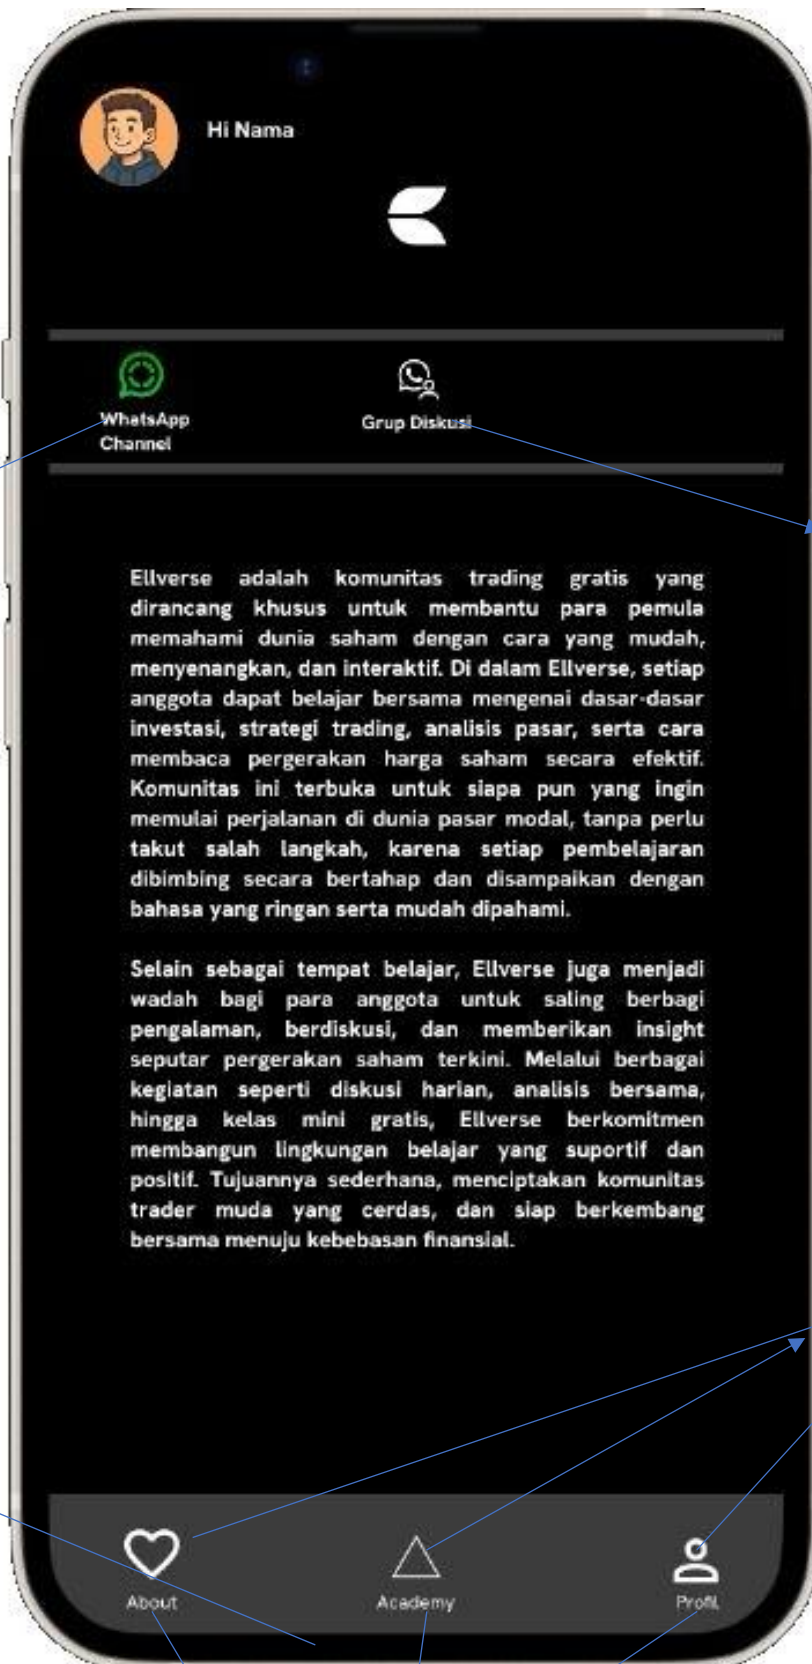 Hi Nama
WhatsApp
Channel
Grup Diskusi
Ellverse adalah komunitas trading gratis yang
dirancang khusus untuk membantu para pemula
memahami dunia saham dengan cara yang mudah,
menyenangkan, dan interaktif. Di dalam Ellverse, setiap
anggota dapat belajar bersama mengenai dasar-dasar
investasi, strategi trading, analisis pasar, serta cara
membaca pergerakan harga saham secara efektif.
Komunitas ini terbuka untuk siapa pun yang ingin
memulai perjalanan di dunia pasar modal, tanpa perlu
takut salah langkah, karena setiap pembelajaran
dibimbing secara bertahap dan disampaikan dengan
bahasa yang ringan serta mudah dipahami.
Selain sebagai tempat belajar, Ellverse juga menjadi
wadah bagi para anggota untuk saling berbagi
pengalaman, berdiskusi, dan memberikan insight
seputar pergerakan saham terkini. Melalui berbagai
kegiatan seperti diskusi harian, analisis bersama,
hingga kelas mini gratis, Ellverse berkomitmen
membangun lingkungan belajar yang suportif dan
positif. Tujuannya sederhana, menciptakan komunitas
trader muda yang cerdas, dan siap berkembang
bersama menuju kebebasan finansial.
About
Academy
Profil